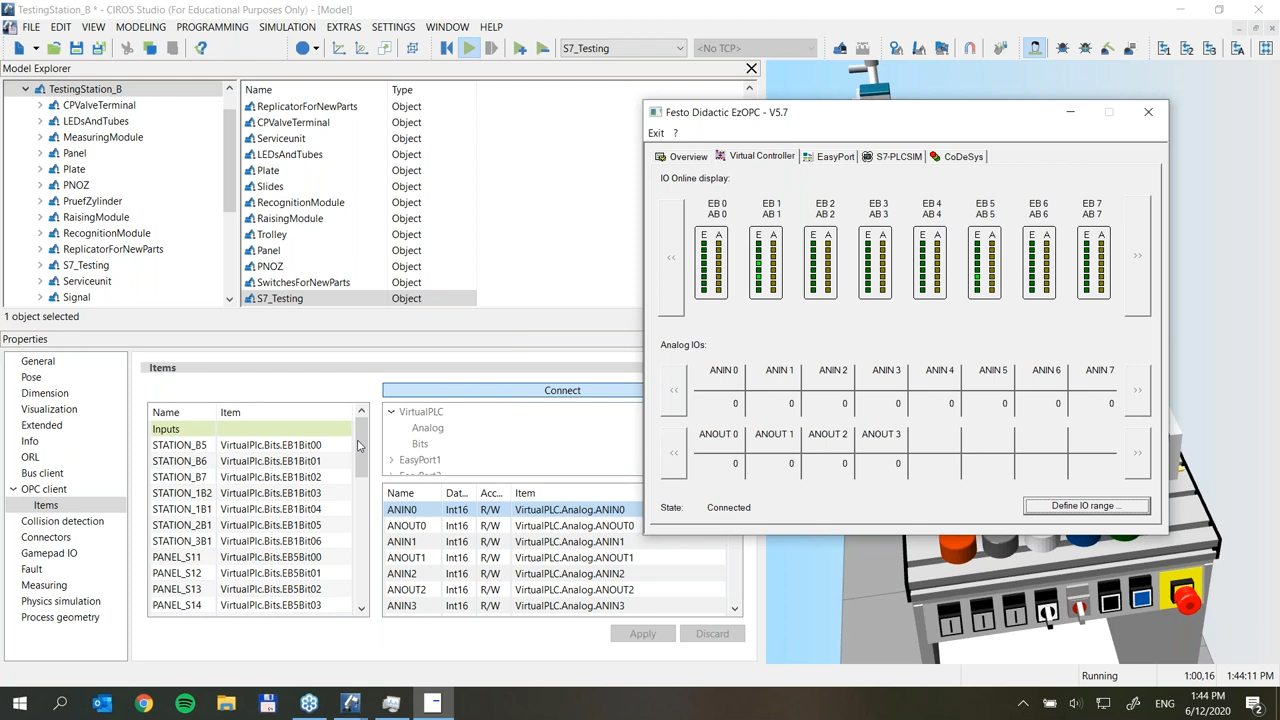 TestingStation_B * - CIROS Studio (For Educational Purposes Only) - [Model]
FILE EDIT VIEW MODELING PROGRAMMING SIMULATION EXTRAS SETTINGS WINDOW HELP
S7_Testing <No TCP>
Model Explorer
TestingStation_B
CPValveTerminal
LEDsAndTubes
MeasuringModule
Panel
Plate
PNOZ
PruefZylinder
RaisingModule
RecognitionModule
ReplicatorForNewParts
S7_Testing
Serviceunit
Signal
Name Type
ReplicatorForNewParts Object
CPValveTerminal Object
Serviceunit Object
LEDsAndTubes Object
Plate Object
Slides Object
RecognitionModule Object
RaisingModule Object
Trolley Object
Panel Object
PNOZ Object
SwitchesForNewParts Object
S7_Testing Object
1 object selected
Properties
General
Pose
Dimension
Visualization
Extended
Info
ORL
Bus client
OPC client
Items
Collision detection
Connectors
Gamepad IO
Fault
Measuring
Physics simulation
Process geometry
Items
Connect
Name Item
Inputs
STATION_B5 VirtualPlc.Bits.EB1Bit00
STATION_B6 VirtualPlc.Bits.EB1Bit01
STATION_B7 VirtualPlc.Bits.EB1Bit02
STATION_1B2 VirtualPlc.Bits.EB1Bit03
STATION_1B1 VirtualPlc.Bits.EB1Bit04
STATION_2B1 VirtualPlc.Bits.EB1Bit05
STATION_3B1 VirtualPlc.Bits.EB1Bit06
PANEL_S11 VirtualPlc.Bits.EB5Bit00
PANEL_S12 VirtualPlc.Bits.EB5Bit01
PANEL_S13 VirtualPlc.Bits.EB5Bit02
PANEL_S14 VirtualPlc.Bits.EB5Bit03
VirtualPLC
Analog
Bits
EasyPort1
Name Dat... Acc... Item
ANIN0 Int16 R/W VirtualPLC.Analog.ANIN0
ANOUT0 Int16 R/W VirtualPLC.Analog.ANOUT0
ANIN1 Int16 R/W VirtualPLC.Analog.ANIN1
ANOUT1 Int16 R/W VirtualPLC.Analog.ANOUT1
ANIN2 Int16 R/W VirtualPLC.Analog.ANIN2
ANOUT2 Int16 R/W VirtualPLC.Analog.ANOUT2
ANIN3 Int16 R/W VirtualPLC.Analog.ANIN3
Apply Discard
Festo Didactic EzOPC - V5.7
Exit ?
Overview Virtual Controller EasyPort S7-PLCSIM CoDeSys
IO Online display:
EB 0 EB 1 EB 2 EB 3 EB 4 EB 5 EB 6 EB 7
AB 0 AB 1 AB 2 AB 3 AB 4 AB 5 AB 6 AB 7
E A E A E A E A E A E A E A E A
<< >>
Analog IOs:
ANIN 0 ANIN 1 ANIN 2 ANIN 3 ANIN 4 ANIN 5 ANIN 6 ANIN 7
<< >>
0 0 0 0 0 0 0 0
ANOUT 0 ANOUT 1 ANOUT 2 ANOUT 3
<< >>
0 0 0 0
State: Connected Define IO range ...
Running 1:00,16 1:44:11 PM
ENG 1:44 PM
6/12/2020 2